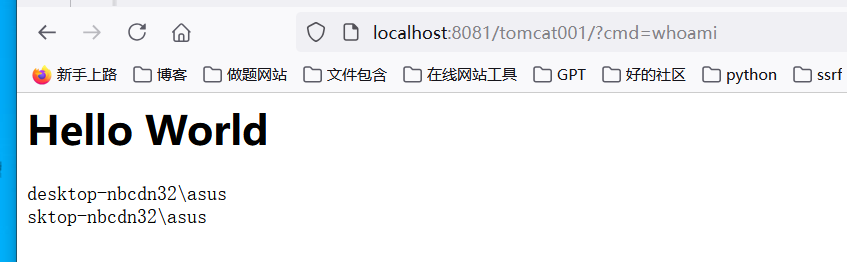 localhost:8081/tomcat001/?cmd=whoami
新手上路 博客 做题网站 文件包含 在线网站工具 GPT 好的社区 python ssrf
Hello World
desktop-nbcdn32\asus
sktop-nbcdn32\asus